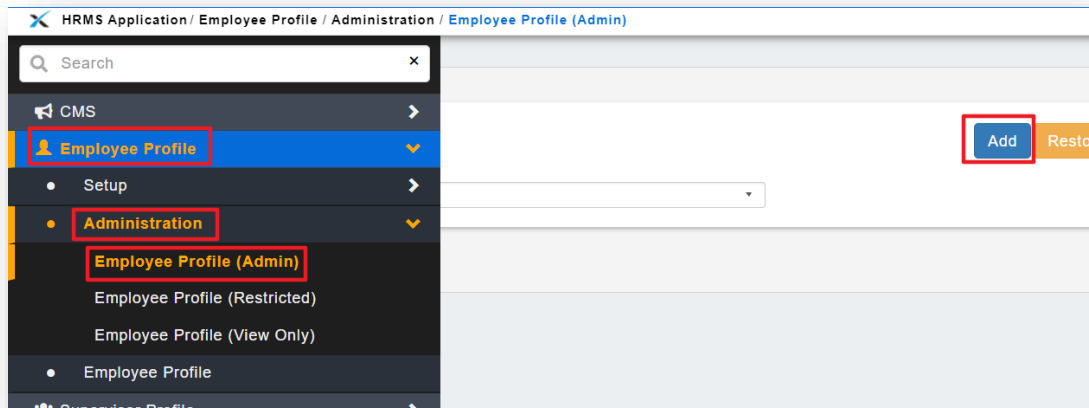 HRMS Application / Employee Profile / Administration / Employee Profile (Admin)
Search ×
CMS
Employee Profile
Add
Setup
Administration
Employee Profile (Admin)
Employee Profile (Restricted)
Employee Profile (View Only)
Employee Profile